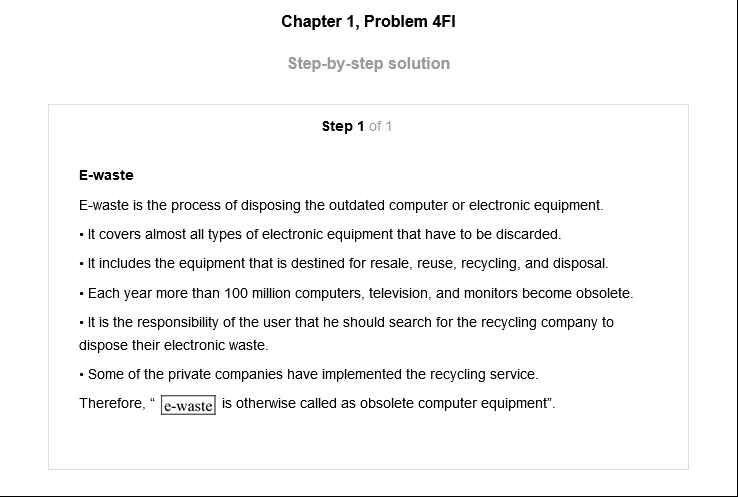 Chapter 1, Problem 4FI
Step-by-step solution
Step 1 of 1
E-waste
E-waste is the process of disposing the outdated computer or electronic equipment.
• It covers almost all types of electronic equipment that have to be discarded.
• It includes the equipment that is destined for resale, reuse, recycling, and disposal.
• Each year more than 100 million computers, television, and monitors become obsolete.
• It is the responsibility of the user that he should search for the recycling company to
dispose their electronic waste.
• Some of the private companies have implemented the recycling service.
Therefore, “ e-waste is otherwise called as obsolete computer equipment”.